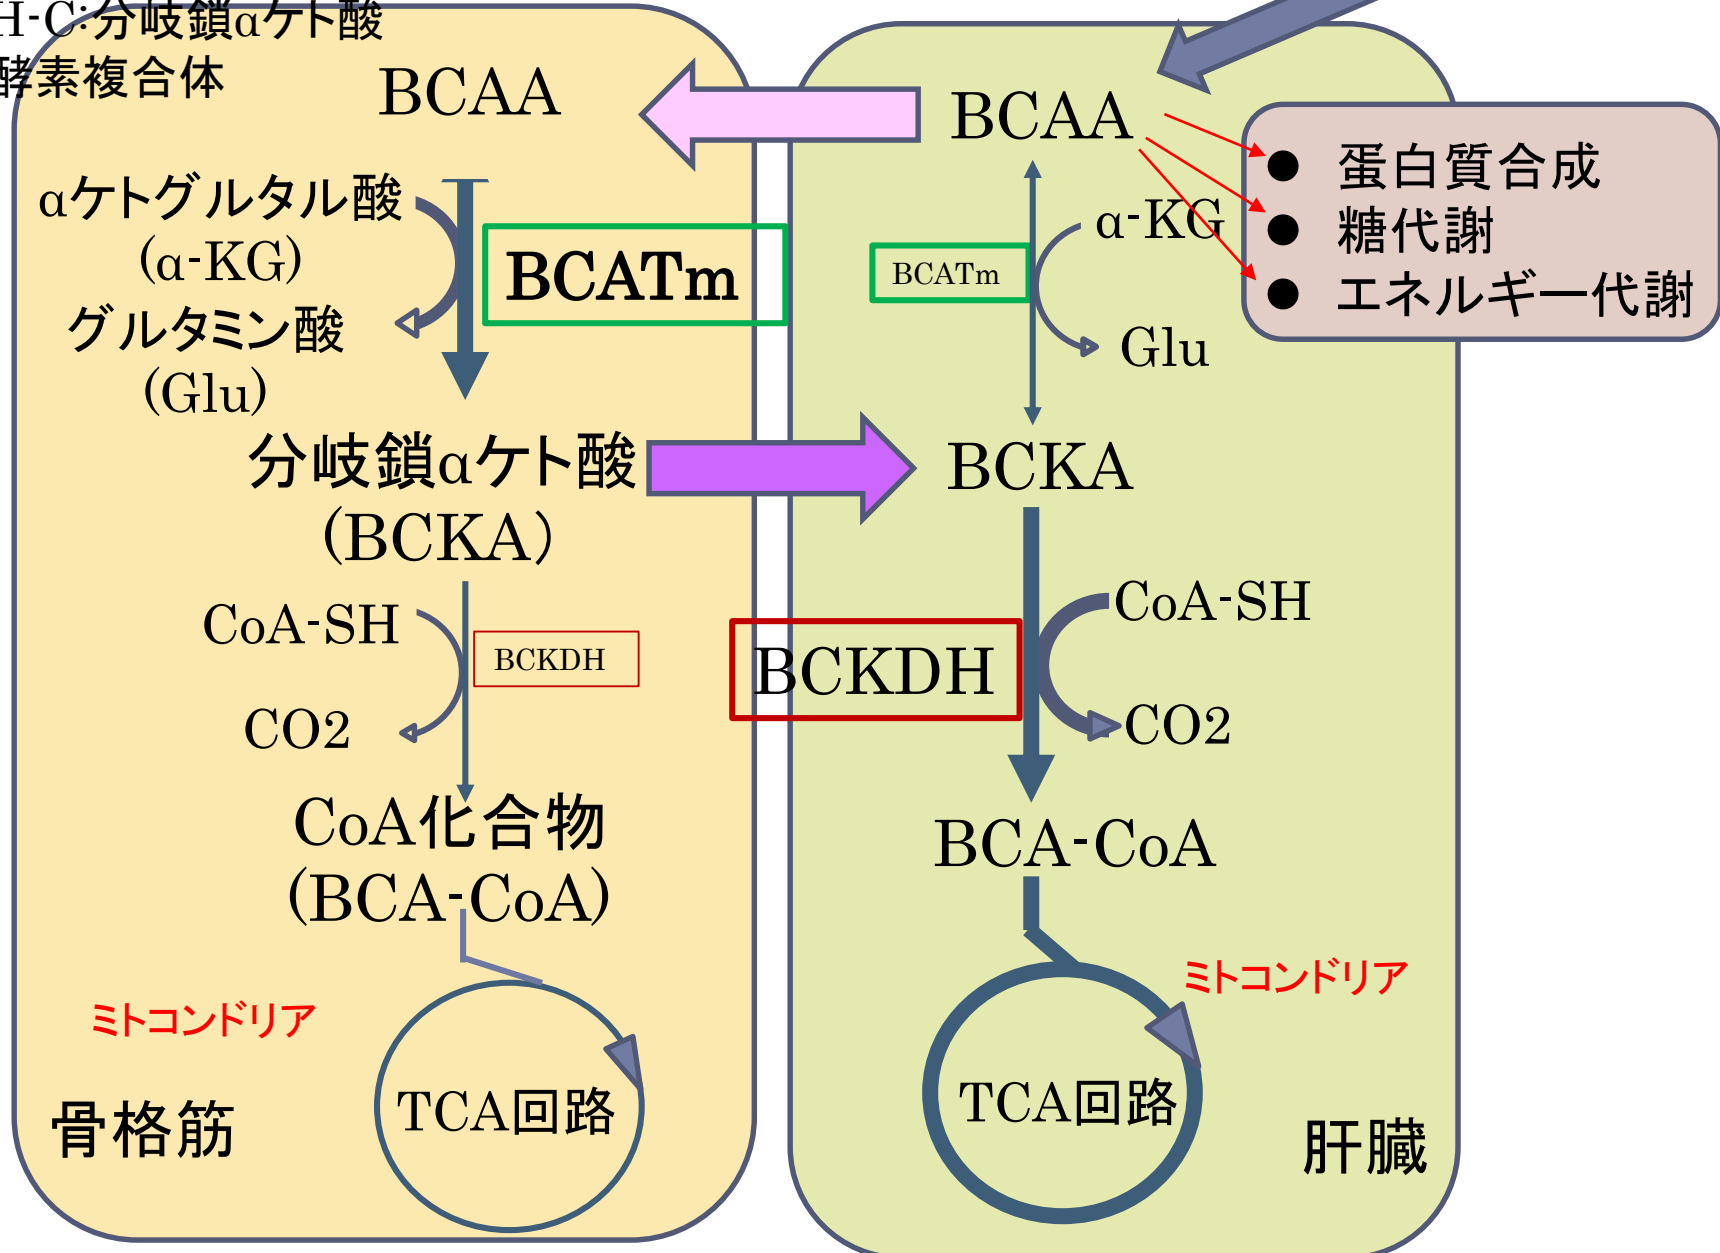 H-C:分岐鎖αケト酸
酵素複合体
BCAA
αケトグルタル酸
(α-KG)
グルタミン酸
(Glu)
BCATm
分岐鎖αケト酸
(BCKA)
CoA-SH
BCKDH
CO2
CoA化合物
(BCA-CoA)
ミトコンドリア
TCA回路
骨格筋
BCAA
● 蛋白質合成
● 糖代謝
● エネルギー代謝
α-KG
BCATm
Glu
BCKA
CoA-SH
BCKDH
CO2
BCA-CoA
ミトコンドリア
TCA回路
肝臓